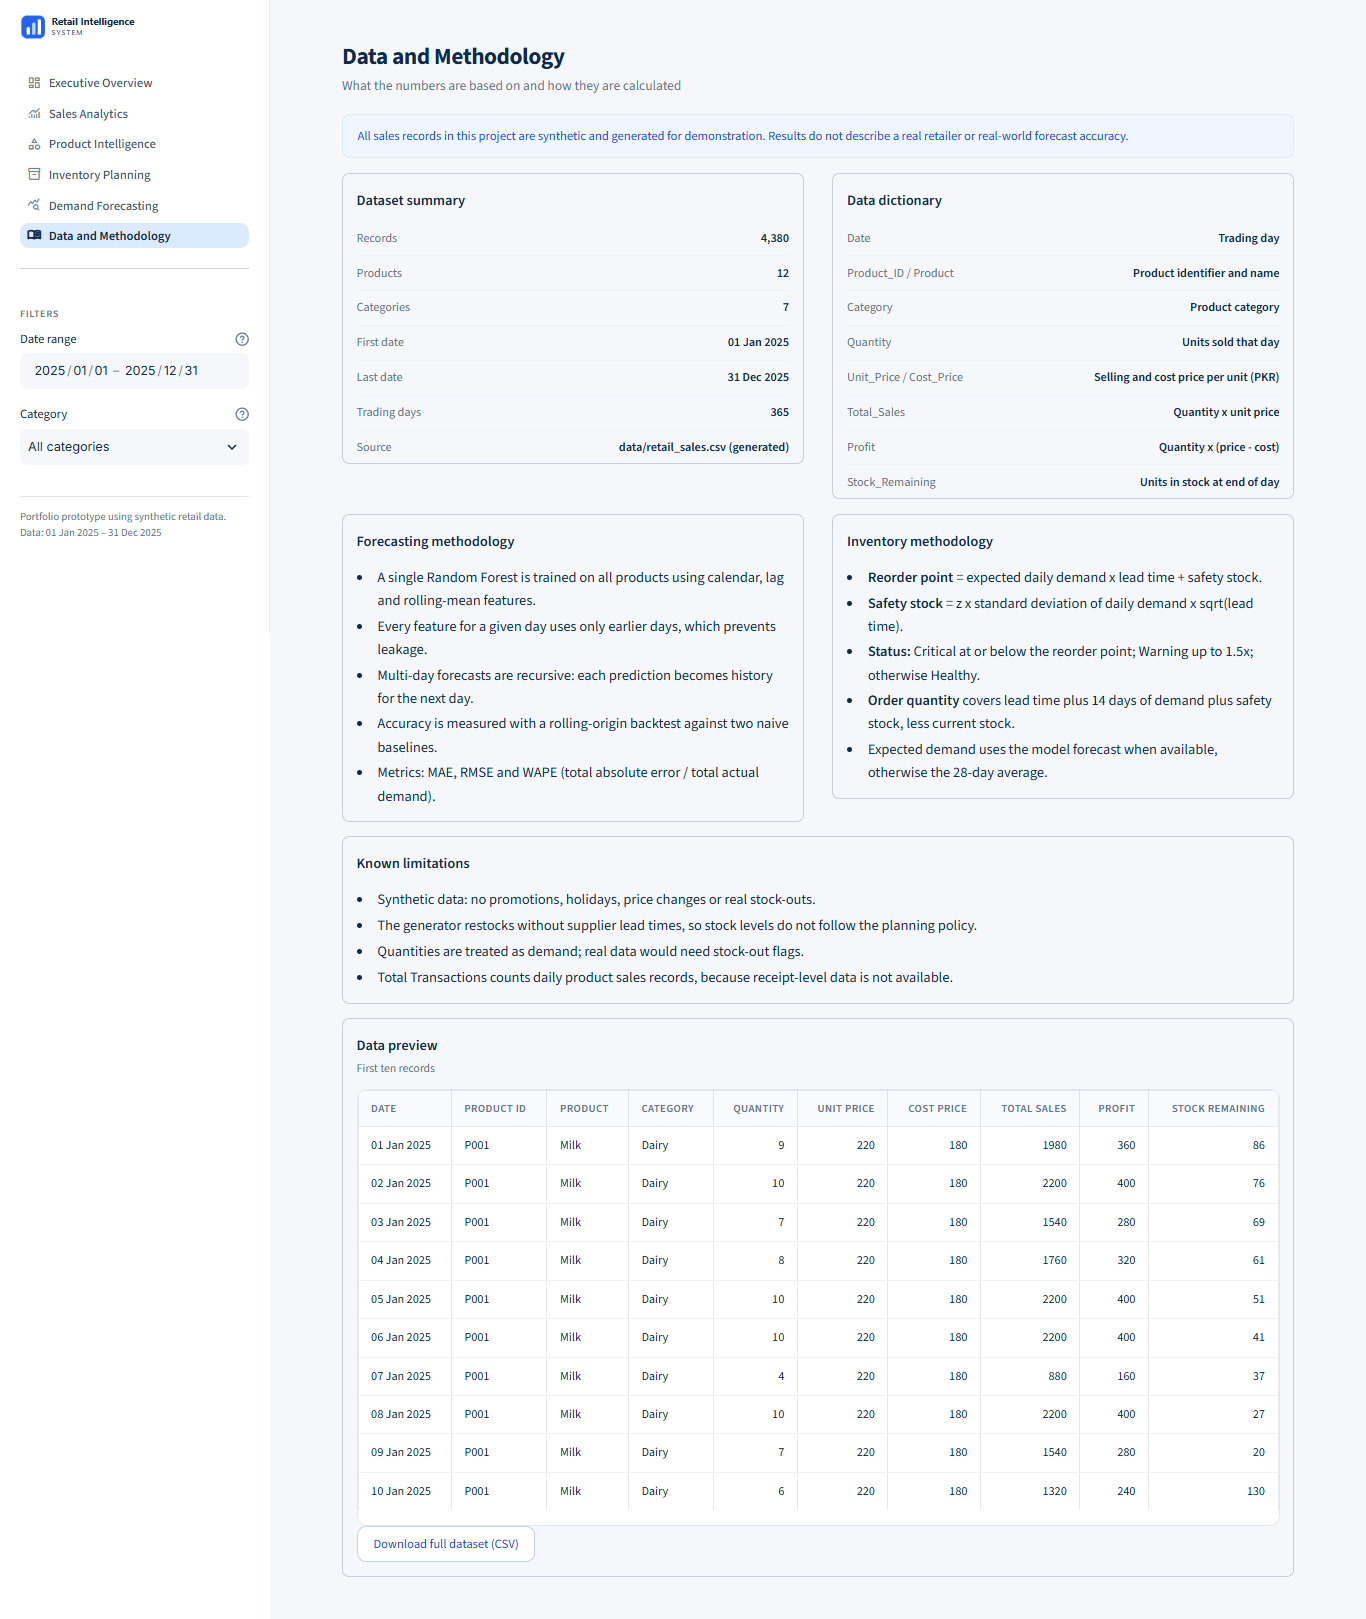 Retail Intelligence
SYSTEM
Executive Overview
Sales Analytics
Product Intelligence
Inventory Planning
Demand Forecasting
Data and Methodology
FILTERS
Date range
2025/01/01 – 2025/12/31
Category
All categories
Portfolio prototype using synthetic retail data.
Data: 01 Jan 2025 – 31 Dec 2025
Data and Methodology
What the numbers are based on and how they are calculated
All sales records in this project are synthetic and generated for demonstration. Results do not describe a real retailer or real-world forecast accuracy.
Dataset summary
Records 4,380
Products 12
Categories 7
First date 01 Jan 2025
Last date 31 Dec 2025
Trading days 365
Source data/retail_sales.csv (generated)
Data dictionary
Date Trading day
Product_ID / Product Product identifier and name
Category Product category
Quantity Units sold that day
Unit_Price / Cost_Price Selling and cost price per unit (PKR)
Total_Sales Quantity x unit price
Profit Quantity x (price - cost)
Stock_Remaining Units in stock at end of day
Forecasting methodology
• A single Random Forest is trained on all products using calendar, lag
and rolling-mean features.
• Every feature for a given day uses only earlier days, which prevents
leakage.
• Multi-day forecasts are recursive: each prediction becomes history
for the next day.
• Accuracy is measured with a rolling-origin backtest against two naive
baselines.
• Metrics: MAE, RMSE and WAPE (total absolute error / total actual
demand).
Inventory methodology
• Reorder point = expected daily demand x lead time + safety stock.
• Safety stock = z x standard deviation of daily demand x sqrt(lead
time).
• Status: Critical at or below the reorder point; Warning up to 1.5x;
otherwise Healthy.
• Order quantity covers lead time plus 14 days of demand plus safety
stock, less current stock.
• Expected demand uses the model forecast when available,
otherwise the 28-day average.
Known limitations
• Synthetic data: no promotions, holidays, price changes or real stock-outs.
• The generator restocks without supplier lead times, so stock levels do not follow the planning policy.
• Quantities are treated as demand; real data would need stock-out flags.
• Total Transactions counts daily product sales records, because receipt-level data is not available.
Data preview
First ten records
DATE PRODUCT ID PRODUCT CATEGORY QUANTITY UNIT PRICE COST PRICE TOTAL SALES PROFIT STOCK REMAINING
01 Jan 2025 P001 Milk Dairy 9 220 180 1980 360 86
02 Jan 2025 P001 Milk Dairy 10 220 180 2200 400 76
03 Jan 2025 P001 Milk Dairy 7 220 180 1540 280 69
04 Jan 2025 P001 Milk Dairy 8 220 180 1760 320 61
05 Jan 2025 P001 Milk Dairy 10 220 180 2200 400 51
06 Jan 2025 P001 Milk Dairy 10 220 180 2200 400 41
07 Jan 2025 P001 Milk Dairy 4 220 180 880 160 37
08 Jan 2025 P001 Milk Dairy 10 220 180 2200 400 27
09 Jan 2025 P001 Milk Dairy 7 220 180 1540 280 20
10 Jan 2025 P001 Milk Dairy 6 220 180 1320 240 130
Download full dataset (CSV)